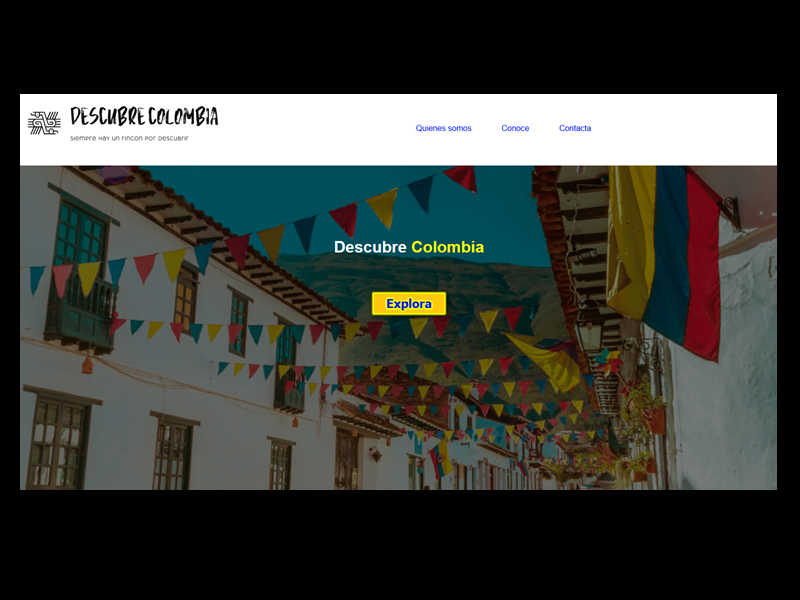 DESCUBRE COLOMBIA
SIEMPRE HAY UN RINCON POR DESCUBRIR
Quienes somos
Conoce
Contacta
Descubre Colombia
Explora